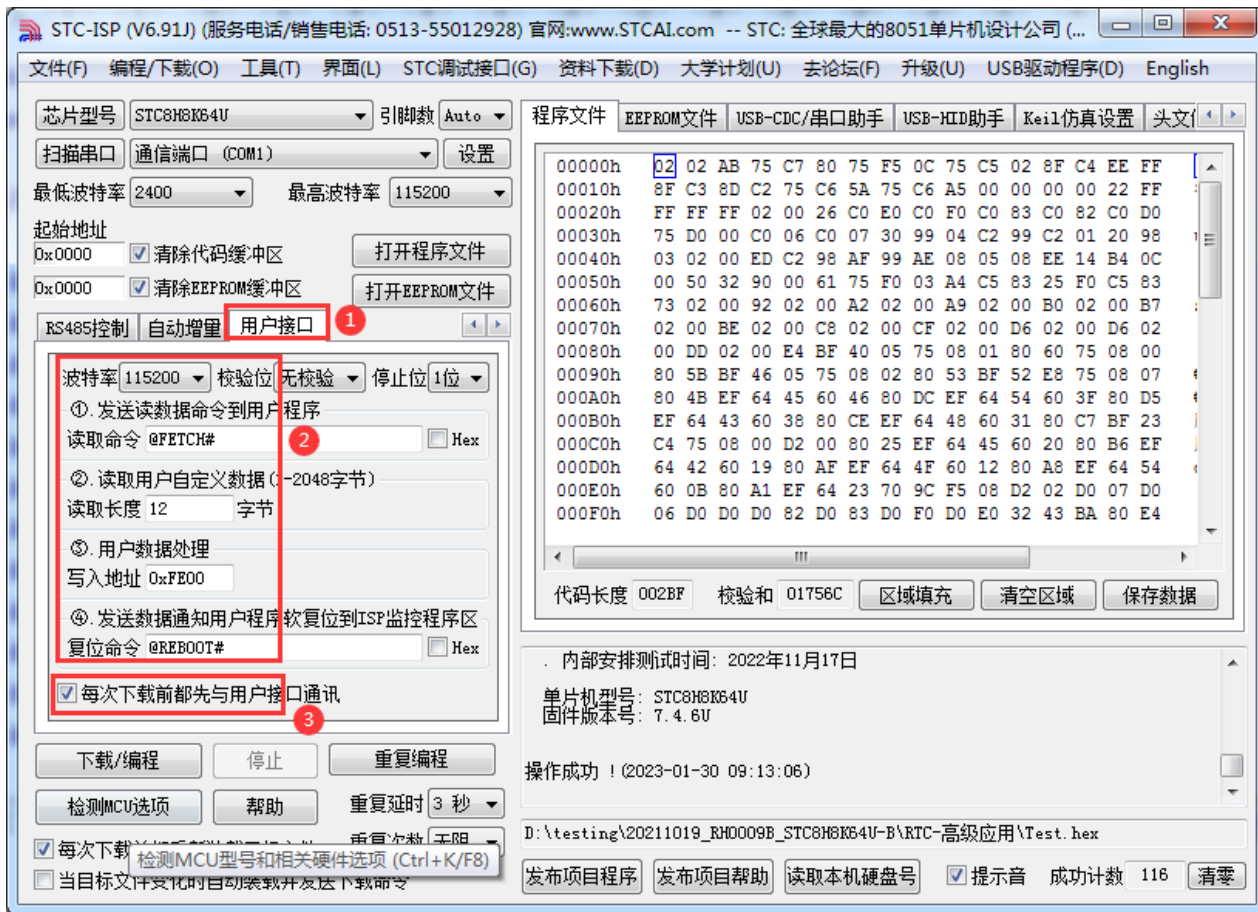 STC-ISP (V6.91J) (服务电话/销售电话: 0513-55012928) 官网:www.STCAI.com -- STC: 全球最大的8051单片机设计公司 (...
文件(F) 编程/下载(O) 工具(T) 界面(L) STC调试接口(G) 资料下载(D) 大学计划(U) 去论坛(F) 升级(U) USB驱动程序(D) English
芯片型号 STC8H8K64U 引脚数 Auto
扫描串口 通信端口 (COM1) 设置
最低波特率 2400 最高波特率 115200
起始地址
0x0000 清除代码缓冲区 打开程序文件
0x0000 清除EEPROM缓冲区 打开EEPROM文件
RS485控制 自动增量 用户接口 1
波特率 115200 校验位 无校验 停止位 1位
①. 发送读数据命令到用户程序
读取命令 @FETCH# 2 Hex
②. 读取用户自定义数据(1-2048字节)
读取长度 12 字节
③. 用户数据处理
写入地址 0xFE00
④. 发送数据通知用户程序软复位到ISP监控程序区
复位命令 @REBOOT# Hex
每次下载前都先与用户接口通讯
3
下载/编程 停止 重复编程
检测MCU选项 帮助 重复延时 3 秒
重复次数 无限
每次下载
检测MCU型号和相关硬件选项 (Ctrl+K/F8)
当目标文件变化时自动装载并发送下载命令
程序文件 EEPROM文件 USB-CDC/串口助手 USB-HID助手 Keil仿真设置 头文
00000h 02 02 AB 75 C7 80 75 F5 0C 75 C5 02 8F C4 EE FF
00010h 8F C3 8D C2 75 C6 5A 75 C6 A5 00 00 00 00 22 FF
00020h FF FF FF 02 00 26 C0 E0 C0 F0 C0 83 C0 82 C0 D0
00030h 75 D0 00 C0 06 C0 07 30 99 04 C2 99 C2 01 20 98
00040h 03 02 00 ED C2 98 AF 99 AE 08 05 08 EE 14 B4 0C
00050h 00 50 32 90 00 61 75 F0 03 A4 C5 83 25 F0 C5 83
00060h 73 02 00 92 02 00 A2 02 00 A9 02 00 B0 02 00 B7
00070h 02 00 BE 02 00 C8 02 00 CF 02 00 D6 02 00 D6 02
00080h 00 DD 02 00 E4 BF 40 05 75 08 01 80 60 75 08 00
00090h 80 5B BF 46 05 75 08 02 80 53 BF 52 E8 75 08 07
000A0h 80 4B EF 64 45 60 46 80 DC EF 64 54 60 3F 80 D5
000B0h EF 64 43 60 38 80 CE EF 64 48 60 31 80 C7 BF 23
000C0h C4 75 08 00 D2 00 80 25 EF 64 45 60 20 80 B6 EF
000D0h 64 42 60 19 80 AF EF 64 4F 60 12 80 A8 EF 64 54
000E0h 60 0B 80 A1 EF 64 23 70 9C F5 08 D2 02 D0 07 D0
000F0h 06 D0 D0 D0 82 D0 83 D0 F0 D0 E0 32 43 BA 80 E4
代码长度 002BF 校验和 01756C 区域填充 清空区域 保存数据
. 内部安排测试时间: 2022年11月17日
单片机型号: STC8H8K64U
固件版本号: 7.4.6U
操作成功 !(2023-01-30 09:13:06)
D:\testing\20211019_RH0009B_STC8H8K64U-B\RTC-高级应用\Test.hex
发布项目程序 发布项目帮助 读取本机硬盘号 提示音 成功计数 116 清零